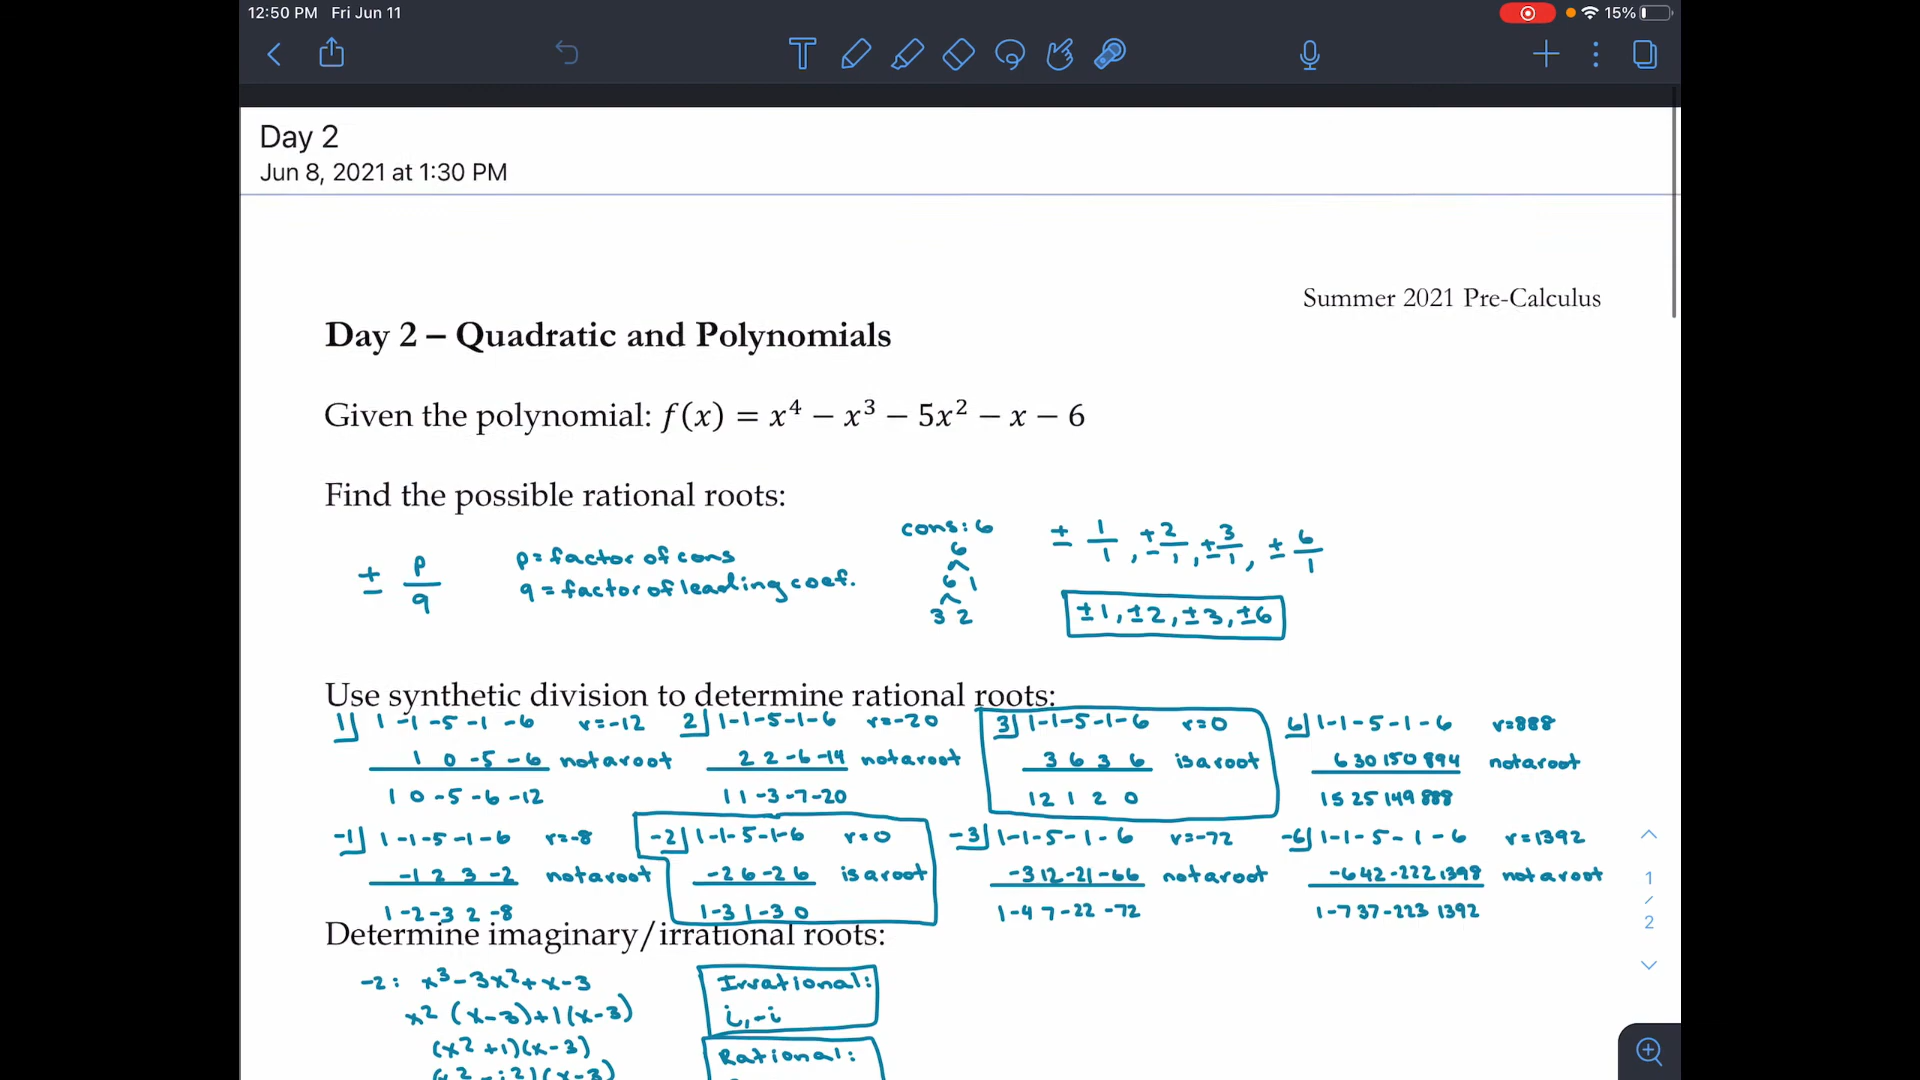 12:50 PM Fri Jun 11
15%
Day 2
Jun 8, 2021 at 1:30 PM
Summer 2021 Pre-Calculus
Day 2 – Quadratic and Polynomials
Given the polynomial: f(x) = x⁴ − x³ − 5x² − x − 6
Find the possible rational roots:
± p/q
p=factor of cons
q=factor of leading coef.
cons: 6
6
6 1
3 2
± 1/1, ±2/1, ±3/1, ± 6/1
±1, ±2, ±3, ±6
Use synthetic division to determine rational roots:
1| 1 -1 -5 -1 -6 r=-12
1 0 -5 -6 not a root
1 0 -5 -6 -12
2| 1-1-5-1-6 r=-20
2 2 -6 -14 not a root
1 1 -3 -7 -20
3| 1-1-5-1-6 r=0
3 6 3 6 is a root
1 2 1 2 0
6| 1-1-5-1-6 r=888
6 30 150 894 not a root
1 5 25 149 888
-1| 1-1-5-1-6 r=-8
-1 2 3 -2 not a root
1 -2 -3 2 -8
-2| 1-1-5-1-6 r=0
-2 6 -2 6 is a root
1-3 1-3 0
-3| 1-1-5-1-6 r=-72
-3 12 -21 -66 not a root
1-4 7-22 -72
-6| 1-1-5-1-6 r=1392
-6 42 -222 1398 not a root
1-7 37-223 1392
Determine imaginary/irrational roots:
-2: x³-3x²+x-3
x²(x-3)+1(x-3)
(x²+1)(x-3)
(x²-i²)(x-3)
Irrational:
i,-i
Rational:
1
2